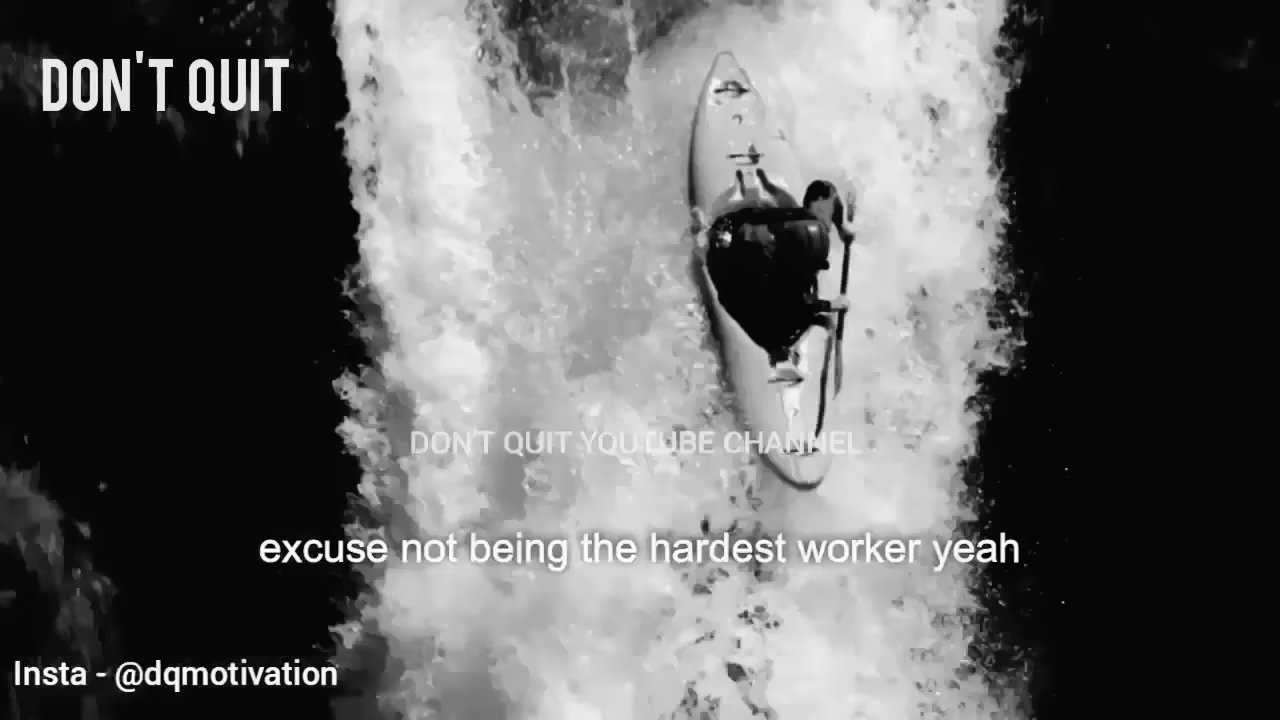 DON'T QUIT
DON'T QUIT YOUTUBE CHANNEL
excuse not being the hardest worker yeah
Insta - @dqmotivation